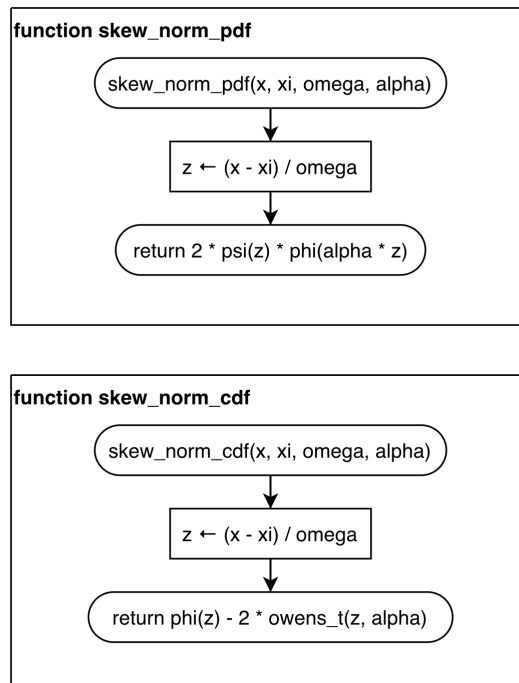 function skew_norm_pdf
skew_norm_pdf(x, xi, omega, alpha)
z ← (x - xi) / omega
return 2 * psi(z) * phi(alpha * z)
function skew_norm_cdf
skew_norm_cdf(x, xi, omega, alpha)
z ← (x - xi) / omega
return phi(z) - 2 * owens_t(z, alpha)